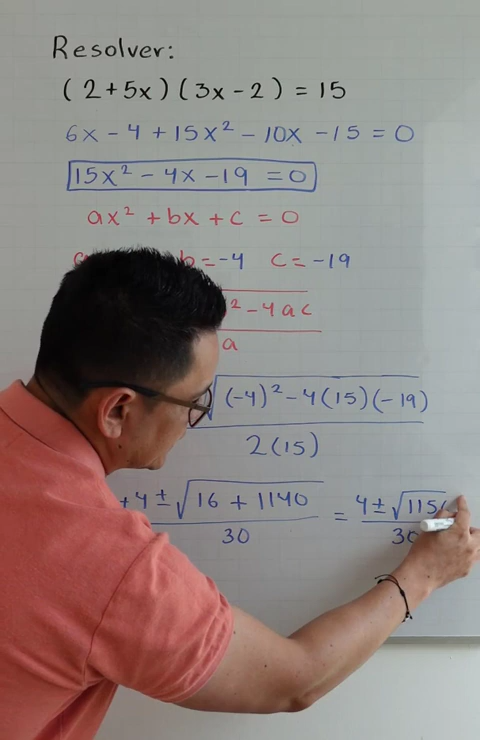 Resolver:
(2+5x)(3x-2) = 15
6x - 4 + 15x² - 10x - 15 = 0
15x² - 4x - 19 = 0
ax² + bx + c = 0
b = -4 c = -19
² - 4ac
a
√(-4)² - 4(15)(-19)
2(15)
+4 ± √16 + 1140 = 4 ± √115
30 30